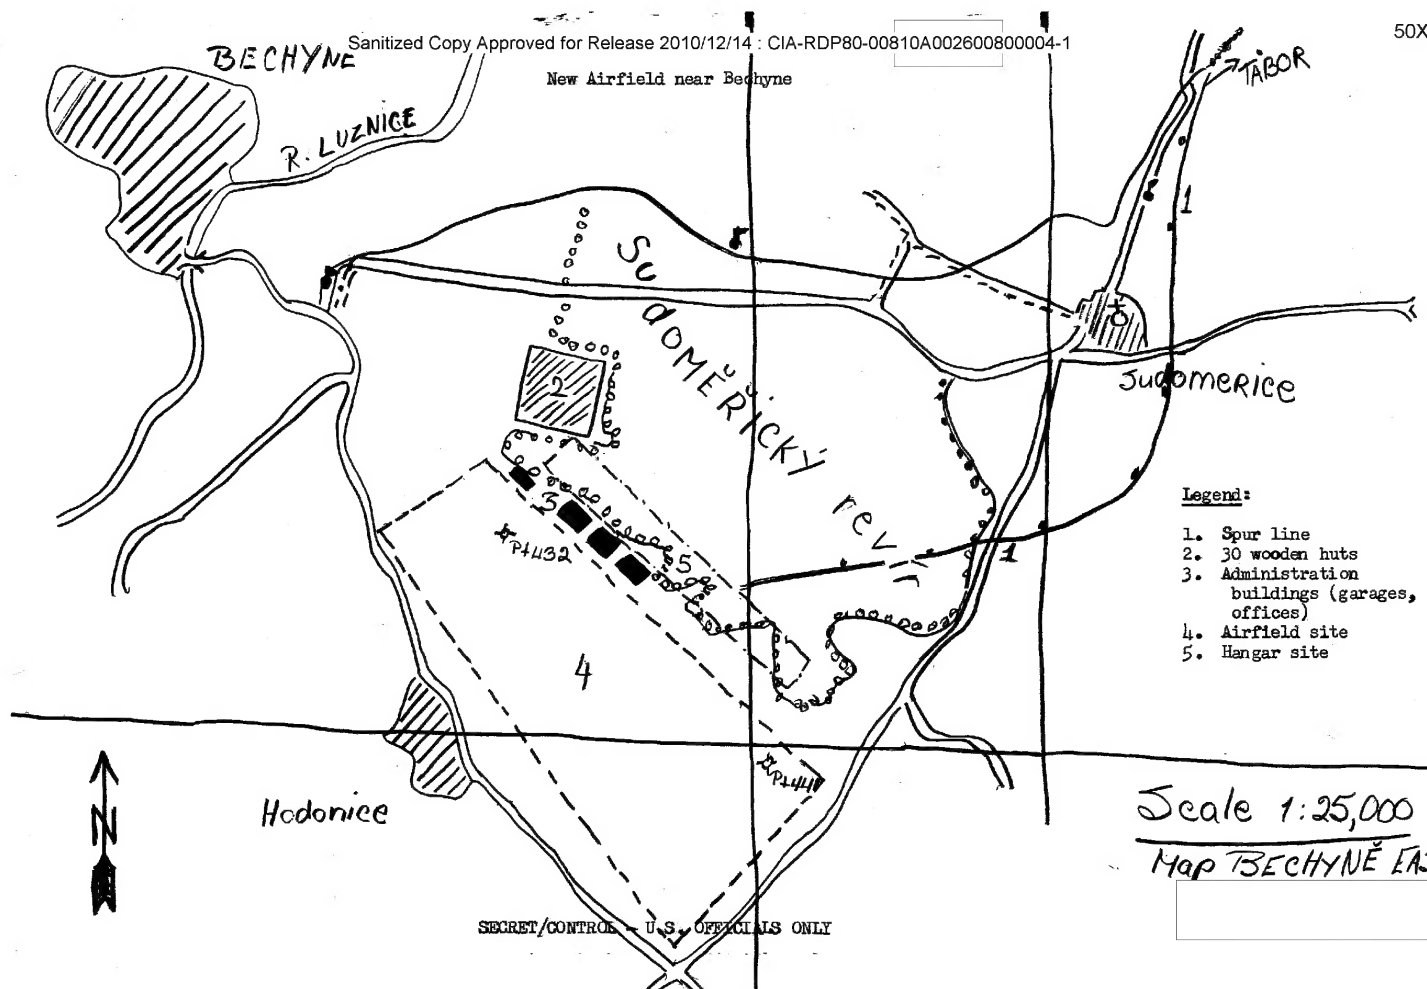 Sanitized Copy Approved for Release 2010/12/14 : CIA-RDP80-00810A002600800004-1
50X
New Airfield near Bechyne
BECHYNE
R. LUZNICE
TÁBOR
1
SUDOMĚŘICKÝ revír
Sudomerice
2
3
Pt432
5
1
4
Pt441
Hodonice
N
Legend:
1. Spur line
2. 30 wooden huts
3. Administration
buildings (garages,
offices)
4. Airfield site
5. Hangar site
Scale 1:25,000
Map BECHYNĚ EAS
SECRET/CONTROL - U.S. OFFICIALS ONLY